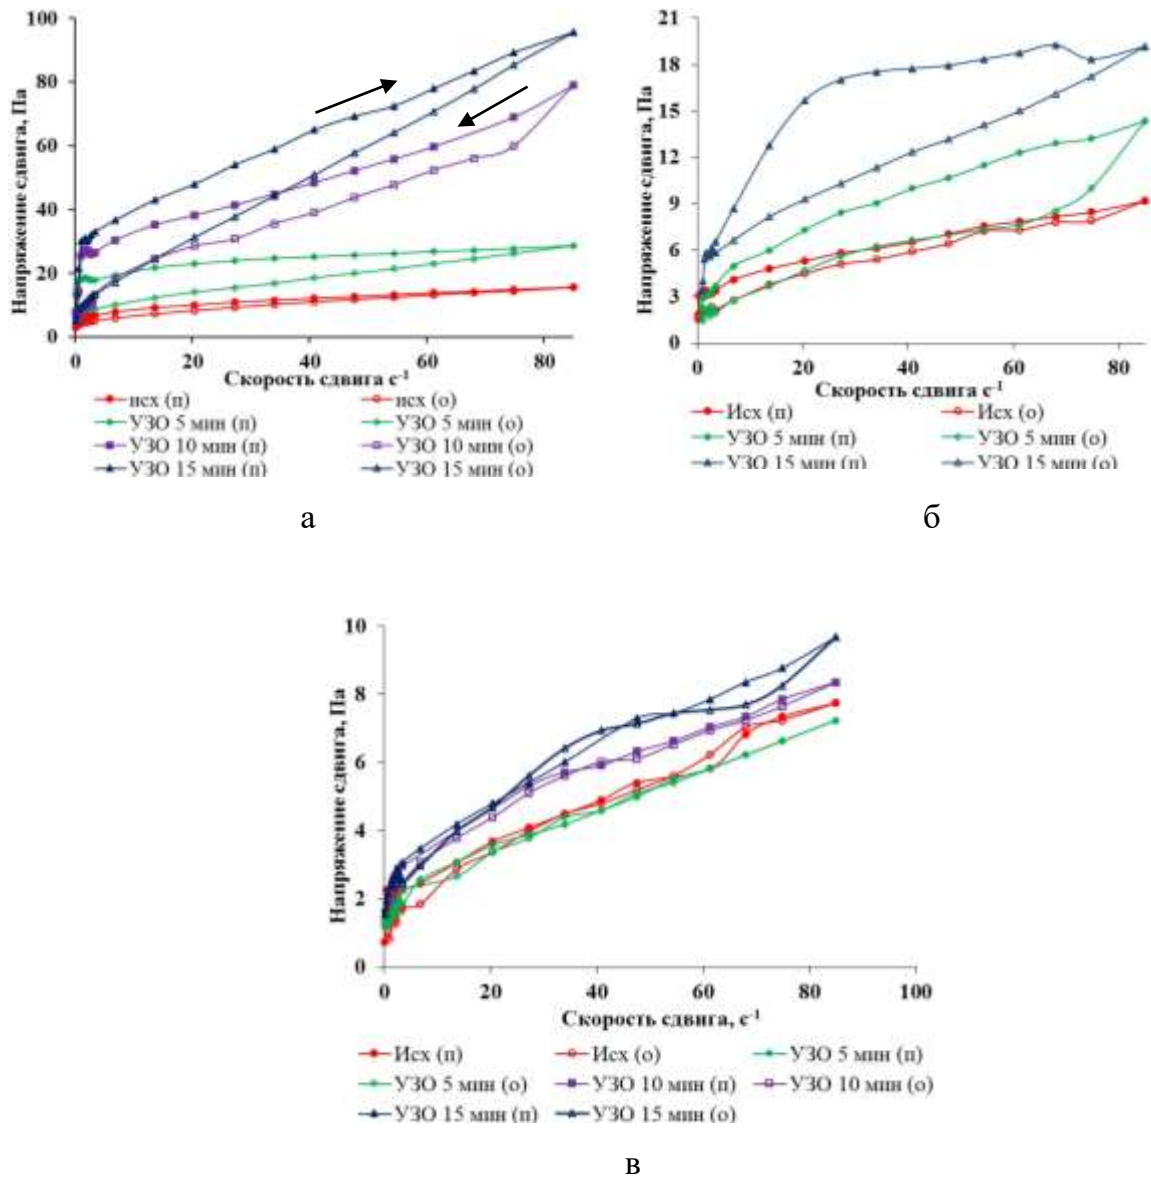 Напряжение сдвига, Па
100
80
60
40
20
0
0 20 40 60 80
Скорость сдвига с-1
исх (п) исх (о)
УЗО 5 мин (п) УЗО 5 мин (о)
УЗО 10 мин (п) УЗО 10 мин (о)
УЗО 15 мин (п) УЗО 15 мин (о)
а
Напряжение сдвига, Па
21
18
15
12
9
6
3
0
0 20 40 60 80
Скорость сдвига с-1
Исх (п) Исх (о)
УЗО 5 мин (п) УЗО 5 мин (о)
УЗО 15 мин (п) УЗО 15 мин (о)
б
Напряжение сдвига, Па
10
8
6
4
2
0
0 20 40 60 80 100
Скорость сдвига, с-1
Исх (п) Исх (о) УЗО 5 мин (п)
УЗО 5 мин (о) УЗО 10 мин (п) УЗО 10 мин (о)
УЗО 15 мин (п) УЗО 15 мин (о)
в